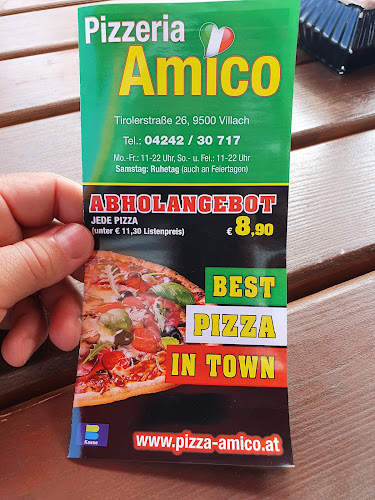 Pizzeria
Amico
Tirolerstraße 26, 9500 Villach
Tel.: 04242 / 30 717
Mo.-Fr.: 11-22 Uhr, So.- u. Fei.: 11-22 Uhr
Samstag: Ruhetag (auch an Feiertagen)
ABHOLANGEBOT
JEDE PIZZA
(unter € 11,30 Listenpreis)
€ 8,90
BEST
PIZZA
IN TOWN
B
Kasse
www.pizza-amico.at